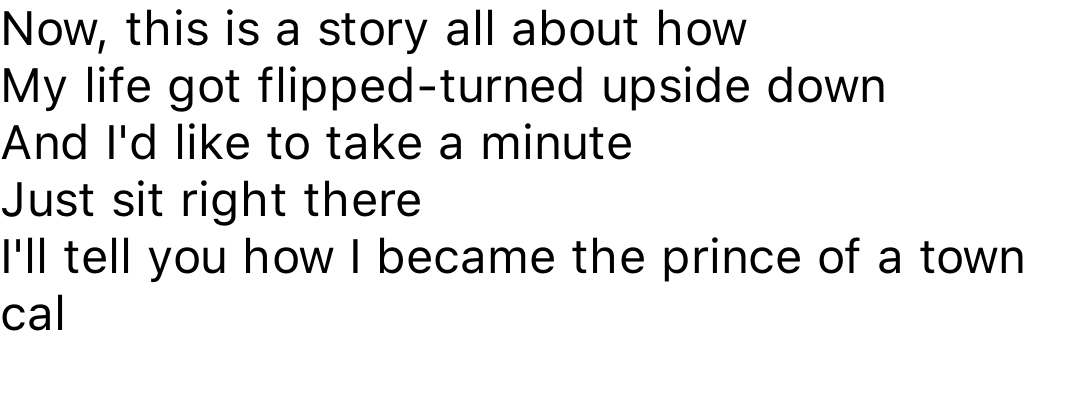 Now, this is a story all about how
My life got flipped-turned upside down
And I'd like to take a minute
Just sit right there
I'll tell you how I became the prince of a town
cal